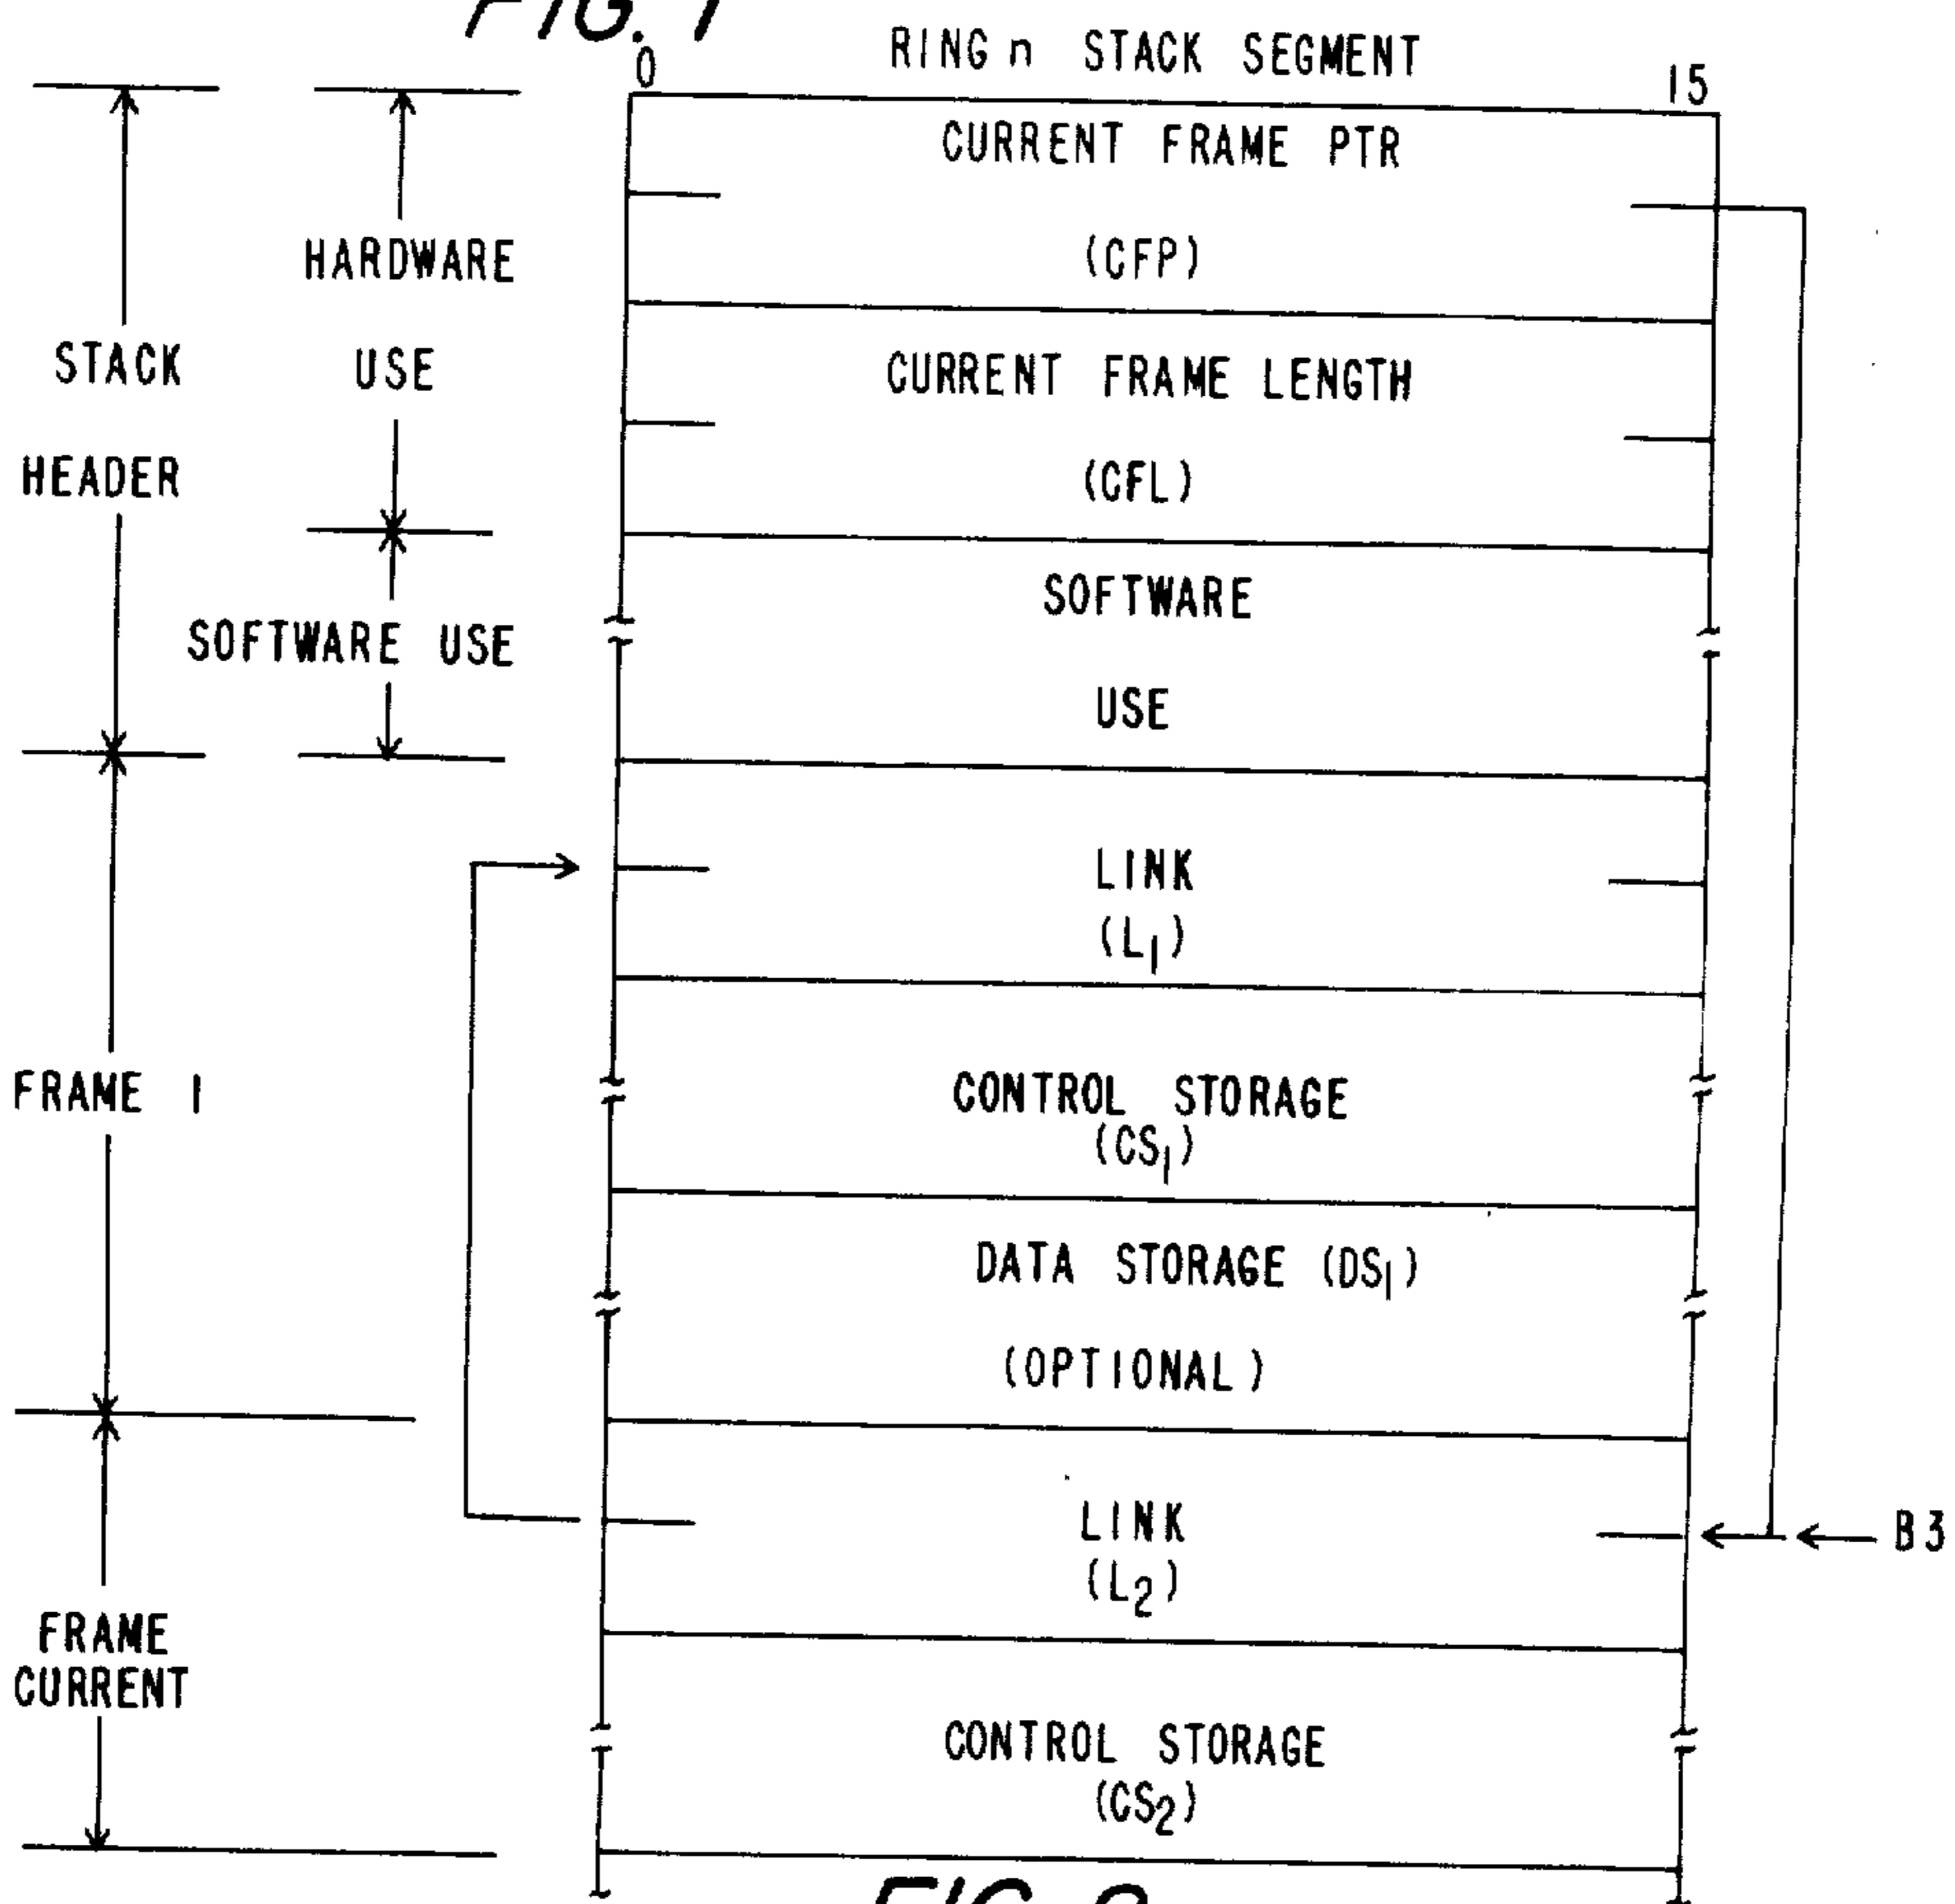 FIG. 1
RING n STACK SEGMENT
0
15
CURRENT FRAME PTR
(CFP)
CURRENT FRAME LENGTH
(CFL)
SOFTWARE
USE
LINK
(L1)
CONTROL STORAGE
(CS1)
DATA STORAGE (DS1)
(OPTIONAL)
LINK
(L2)
CONTROL STORAGE
(CS2)
STACK
HEADER
HARDWARE
USE
SOFTWARE USE
FRAME 1
FRAME
CURRENT
B3